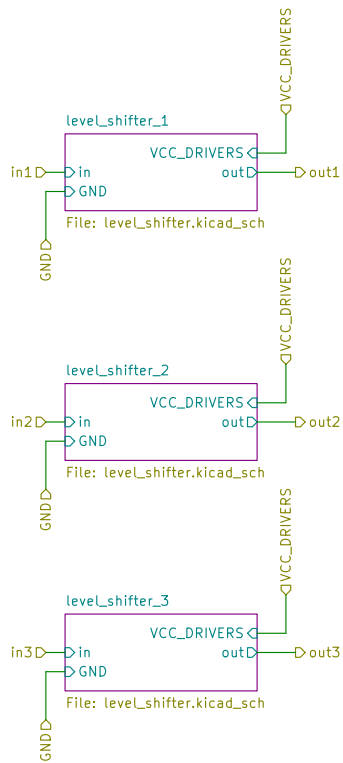 VCC_DRIVERS
level_shifter_1
VCC_DRIVERS
in1 in out out1
GND
File: level_shifter.kicad_sch
GND
VCC_DRIVERS
level_shifter_2
VCC_DRIVERS
in2 in out out2
GND
File: level_shifter.kicad_sch
GND
VCC_DRIVERS
level_shifter_3
VCC_DRIVERS
in3 in out out3
GND
File: level_shifter.kicad_sch
GND